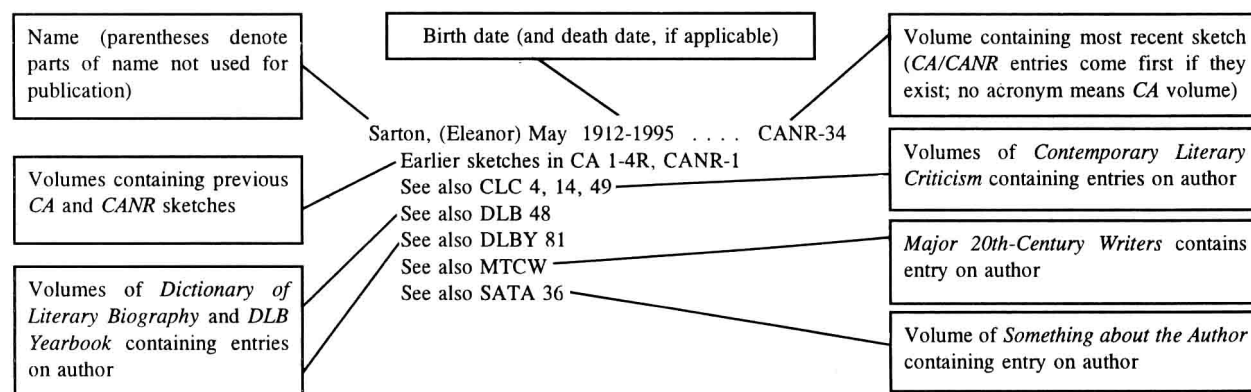 Name (parentheses denote
parts of name not used for
publication)
Birth date (and death date, if applicable)
Volume containing most recent sketch
(CA/CANR entries come first if they
exist; no acronym means CA volume)
Sarton, (Eleanor) May 1912-1995 . . . . CANR-34
Earlier sketches in CA 1-4R, CANR-1
See also CLC 4, 14, 49
See also DLB 48
See also DLBY 81
See also MTCW
See also SATA 36
Volumes containing previous
CA and CANR sketches
Volumes of Dictionary of
Literary Biography and DLB
Yearbook containing entries
on author
Volumes of Contemporary Literary
Criticism containing entries on author
Major 20th-Century Writers contains
entry on author
Volume of Something about the Author
containing entry on author